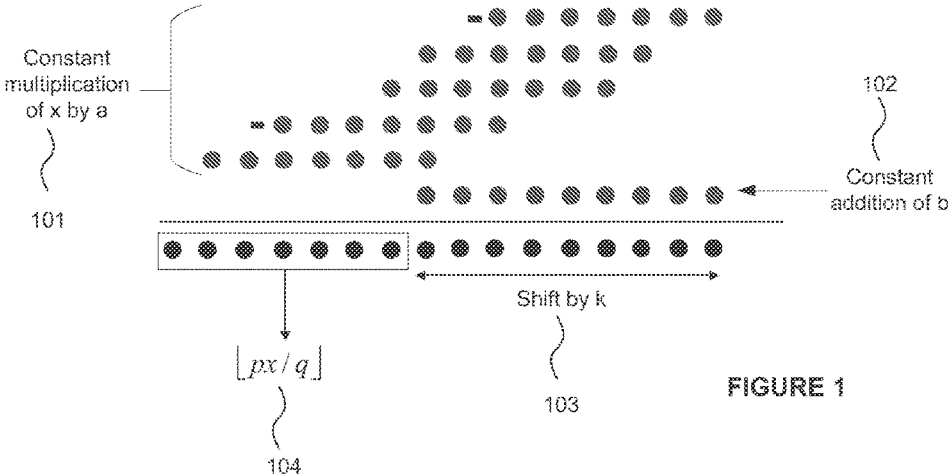 Constant
multiplication
of x by a
101
102
Constant
addition of b
Shift by k
103
⌊px/q⌋
104
FIGURE 1